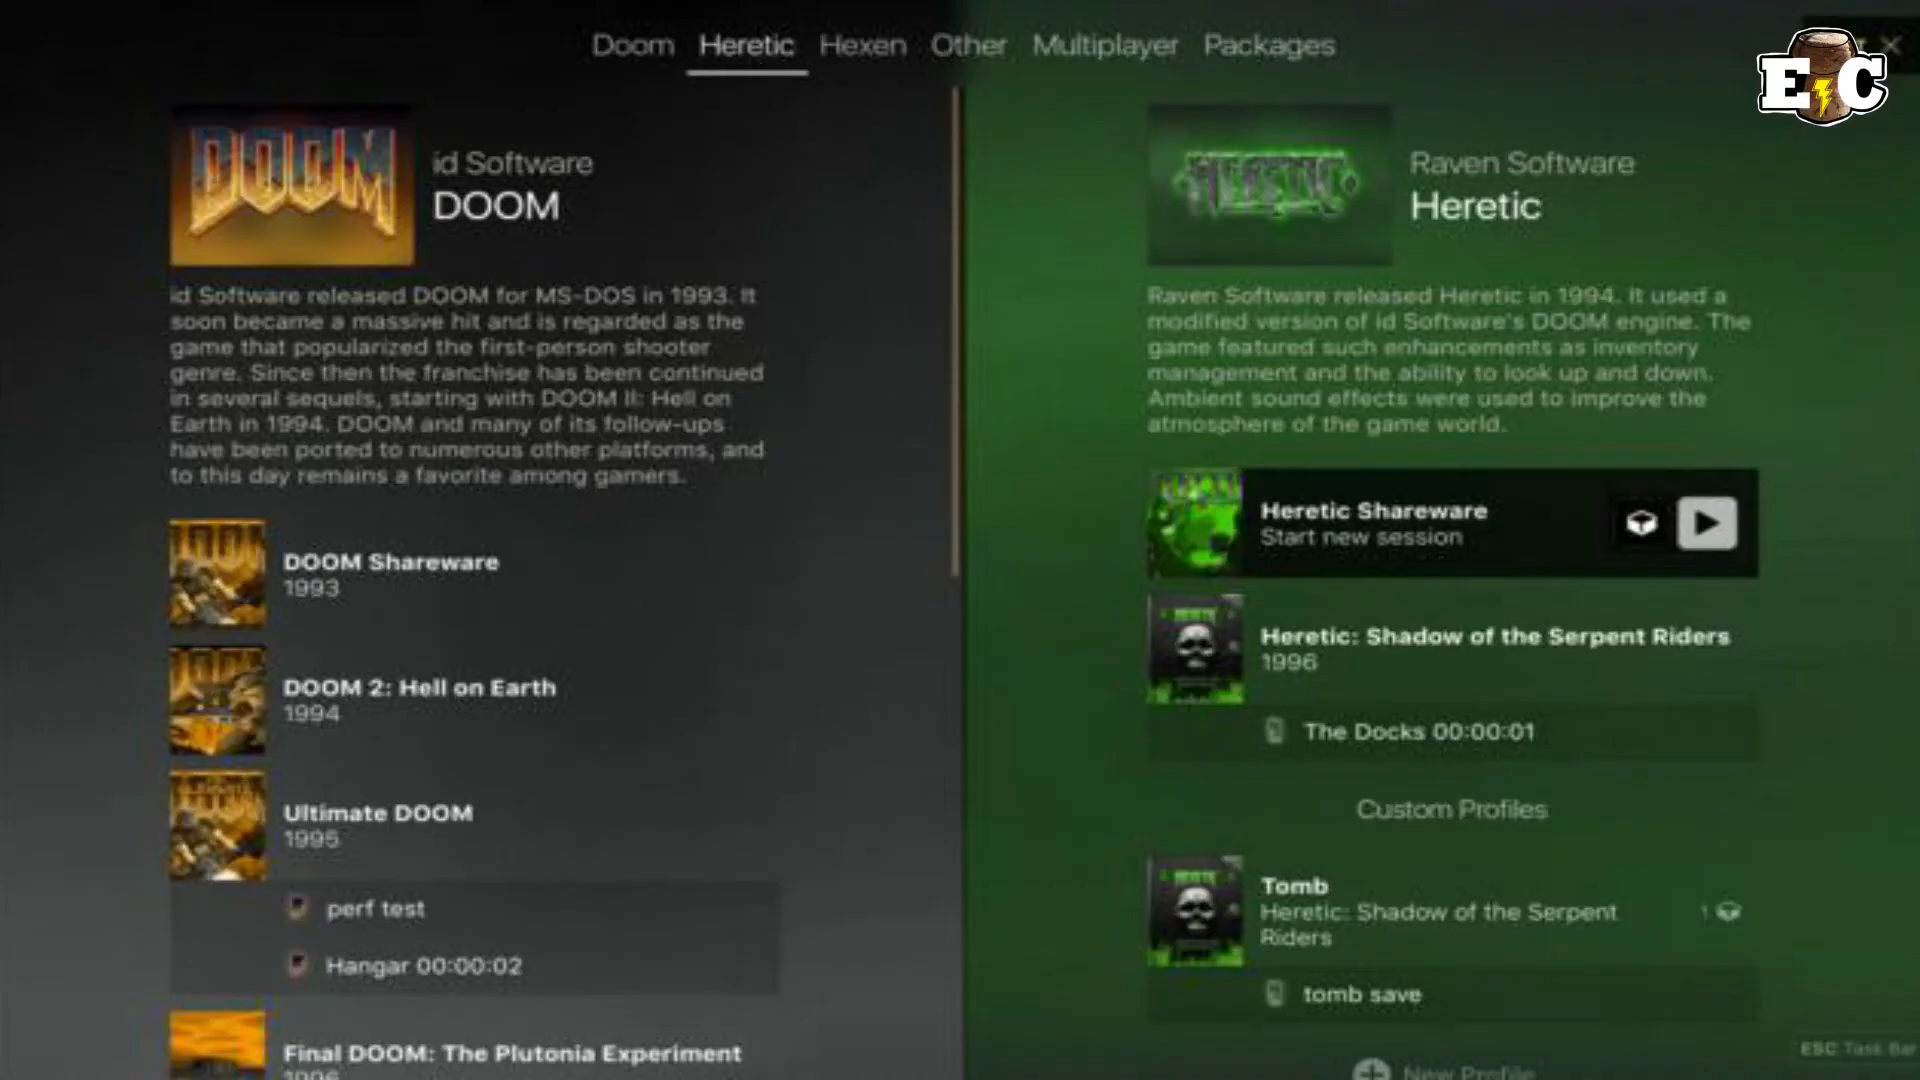 Doom Heretic Hexen Other Multiplayer Packages
E C
DOOM
id Software
DOOM
id Software released DOOM for MS-DOS in 1993. It
soon became a massive hit and is regarded as the
game that popularized the first-person shooter
genre. Since then the franchise has been continued
in several sequels, starting with DOOM II: Hell on
Earth in 1994. DOOM and many of its follow-ups
have been ported to numerous other platforms, and
to this day remains a favorite among gamers.
DOOM Shareware
1993
DOOM 2: Hell on Earth
1994
Ultimate DOOM
1995
perf test
Hangar 00:00:02
Final DOOM: The Plutonia Experiment
1996
HERETIC
Raven Software
Heretic
Raven Software released Heretic in 1994. It used a
modified version of id Software's DOOM engine. The
game featured such enhancements as inventory
management and the ability to look up and down.
Ambient sound effects were used to improve the
atmosphere of the game world.
Heretic Shareware
Start new session
Heretic: Shadow of the Serpent Riders
1996
The Docks 00:00:01
Custom Profiles
Tomb
Heretic: Shadow of the Serpent
Riders
1
tomb save
New Profile
ESC Task Bar